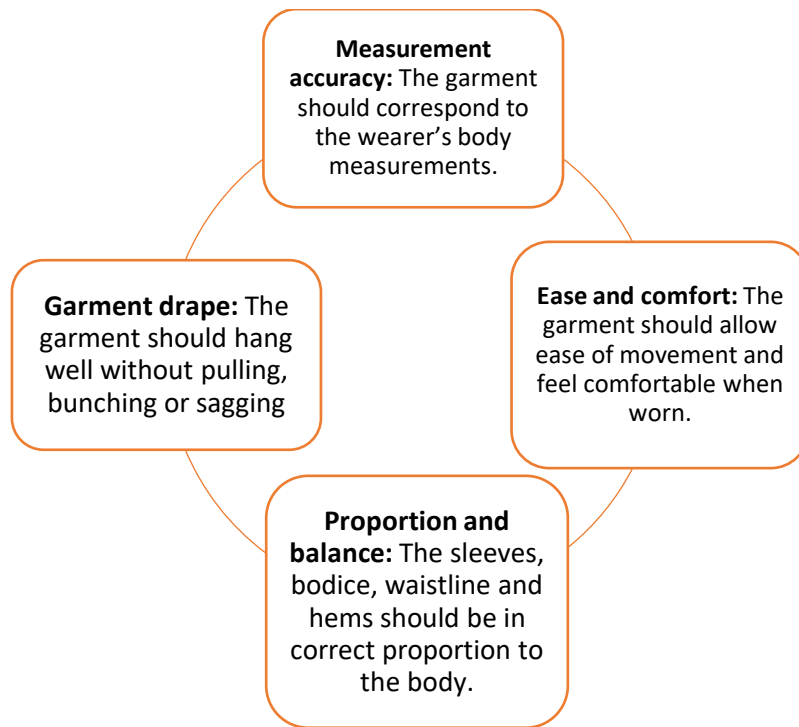 Measurement
accuracy: The garment
should correspond to
the wearer’s body
measurements.
Garment drape: The
garment should hang
well without pulling,
bunching or sagging
Ease and comfort: The
garment should allow
ease of movement and
feel comfortable when
worn.
Proportion and
balance: The sleeves,
bodice, waistline and
hems should be in
correct proportion to
the body.